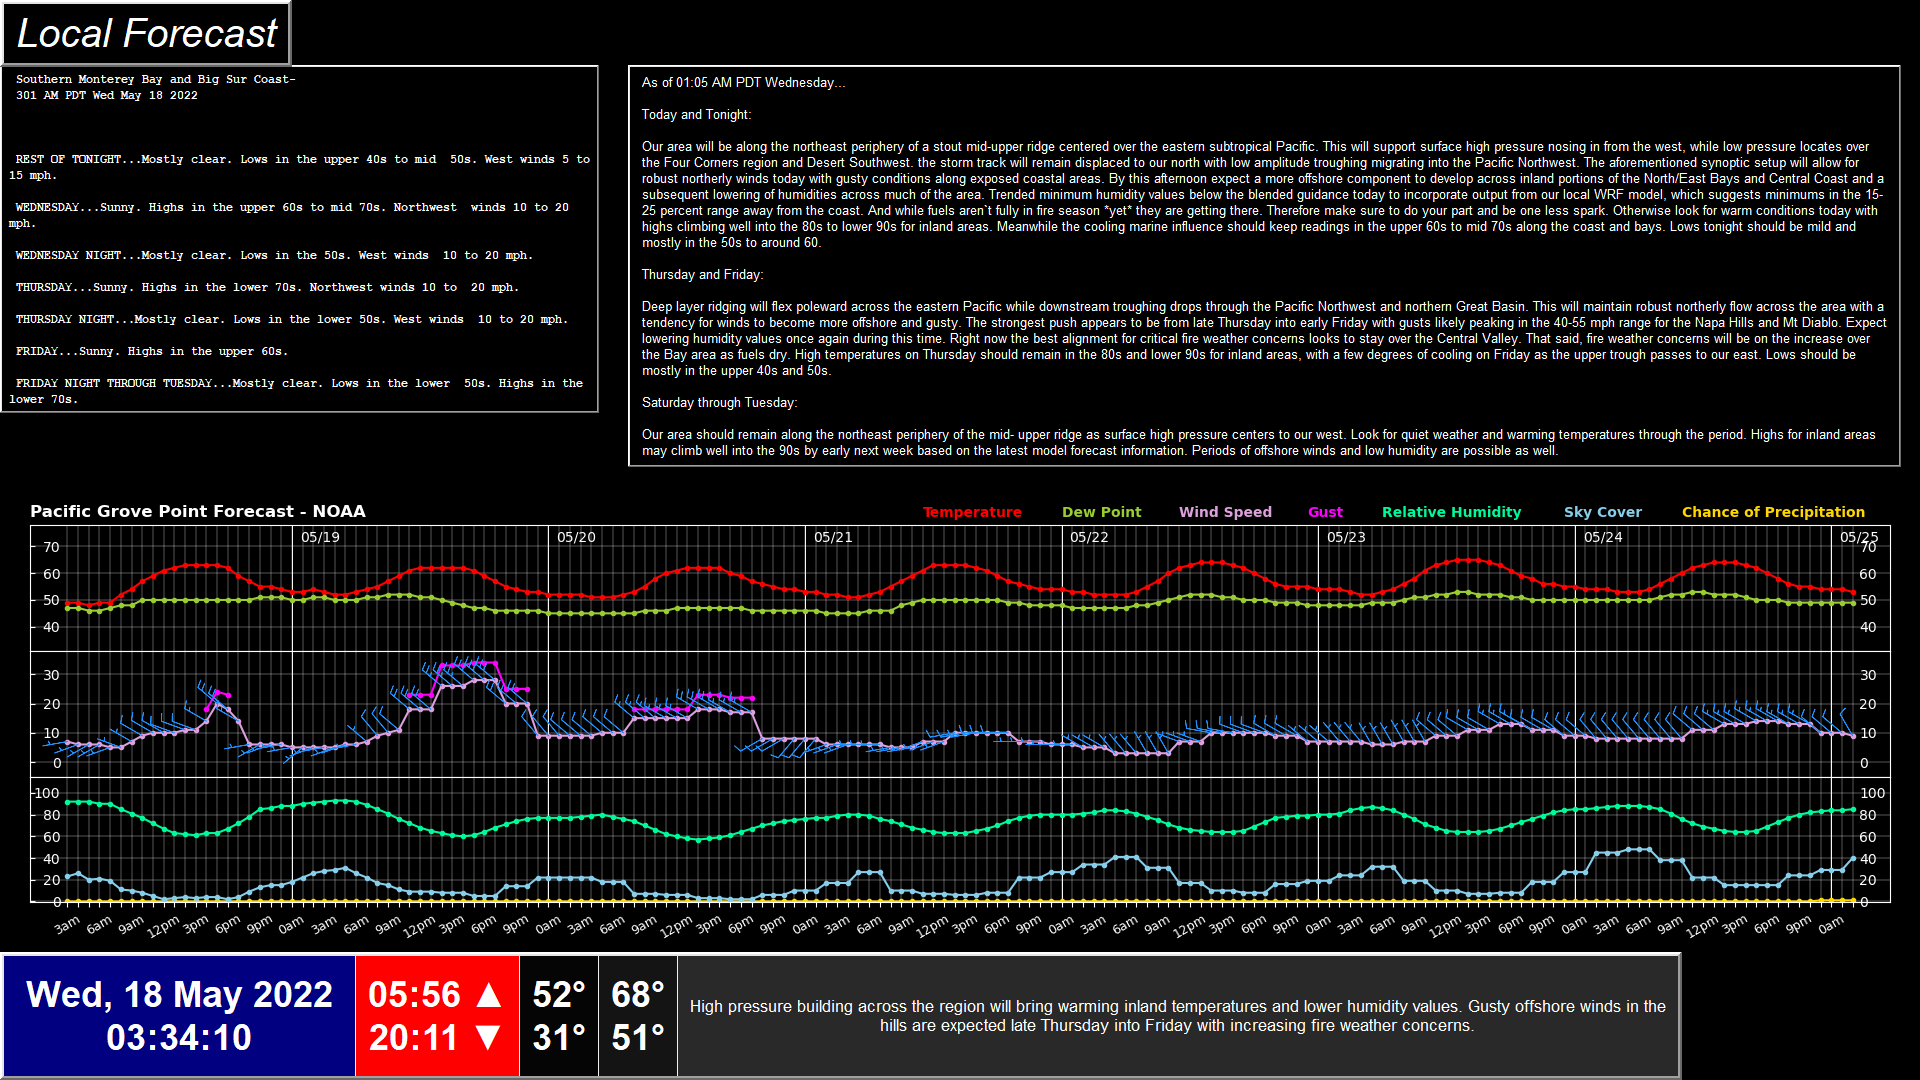 Local Forecast
Southern Monterey Bay and Big Sur Coast-
301 AM PDT Wed May 18 2022
REST OF TONIGHT...Mostly clear. Lows in the upper 40s to mid  50s. West winds 5 to
15 mph.
WEDNESDAY...Sunny. Highs in the upper 60s to mid 70s. Northwest  winds 10 to 20
mph.
WEDNESDAY NIGHT...Mostly clear. Lows in the 50s. West winds  10 to 20 mph.
THURSDAY...Sunny. Highs in the lower 70s. Northwest winds 10 to  20 mph.
THURSDAY NIGHT...Mostly clear. Lows in the lower 50s. West winds  10 to 20 mph.
FRIDAY...Sunny. Highs in the upper 60s.
FRIDAY NIGHT THROUGH TUESDAY...Mostly clear. Lows in the lower  50s. Highs in the
lower 70s.
As of 01:05 AM PDT Wednesday...
Today and Tonight:
Our area will be along the northeast periphery of a stout mid-upper ridge centered over the eastern subtropical Pacific. This will support surface high pressure nosing in from the west, while low pressure locates over
the Four Corners region and Desert Southwest. the storm track will remain displaced to our north with low amplitude troughing migrating into the Pacific Northwest. The aforementioned synoptic setup will allow for
robust northerly winds today with gusty conditions along exposed coastal areas. By this afternoon expect a more offshore component to develop across inland portions of the North/East Bays and Central Coast and a
subsequent lowering of humidities across much of the area. Trended minimum humidity values below the blended guidance today to incorporate output from our local WRF model, which suggests minimums in the 15-
25 percent range away from the coast. And while fuels aren`t fully in fire season *yet* they are getting there. Therefore make sure to do your part and be one less spark. Otherwise look for warm conditions today with
highs climbing well into the 80s to lower 90s for inland areas. Meanwhile the cooling marine influence should keep readings in the upper 60s to mid 70s along the coast and bays. Lows tonight should be mild and
mostly in the 50s to around 60.
Thursday and Friday:
Deep layer ridging will flex poleward across the eastern Pacific while downstream troughing drops through the Pacific Northwest and northern Great Basin. This will maintain robust northerly flow across the area with a
tendency for winds to become more offshore and gusty. The strongest push appears to be from late Thursday into early Friday with gusts likely peaking in the 40-55 mph range for the Napa Hills and Mt Diablo. Expect
lowering humidity values once again during this time. Right now the best alignment for critical fire weather concerns looks to stay over the Central Valley. That said, fire weather concerns will be on the increase over
the Bay area as fuels dry. High temperatures on Thursday should remain in the 80s and lower 90s for inland areas, with a few degrees of cooling on Friday as the upper trough passes to our east. Lows should be
mostly in the upper 40s and 50s.
Saturday through Tuesday:
Our area should remain along the northeast periphery of the mid- upper ridge as surface high pressure centers to our west. Look for quiet weather and warming temperatures through the period. Highs for inland areas
may climb well into the 90s by early next week based on the latest model forecast information. Periods of offshore winds and low humidity are possible as well.
Pacific Grove Point Forecast - NOAA
Temperature Dew Point Wind Speed Gust Relative Humidity Sky Cover Chance of Precipitation
05/19 05/20 05/21 05/22 05/23 05/24 05/25
70 70
60 60
50 50
40 40
30 30
20 20
10 10
0 0
100 100
80 80
60 60
40 40
20 20
0 0
3am 6am 9am 12pm 3pm 6pm 9pm 0am 3am 6am 9am 12pm 3pm 6pm 9pm 0am 3am 6am 9am 12pm 3pm 6pm 9pm 0am 3am 6am 9am 12pm 3pm 6pm 9pm 0am 3am 6am 9am 12pm 3pm 6pm 9pm 0am 3am 6am 9am 12pm 3pm 6pm 9pm 0am 3am 6am 9am 12pm 3pm 6pm 9pm 0am
Wed, 18 May 2022
03:34:10
05:56 ▲
20:11 ▼
52°
31°
68°
51°
High pressure building across the region will bring warming inland temperatures and lower humidity values. Gusty offshore winds in the
hills are expected late Thursday into Friday with increasing fire weather concerns.